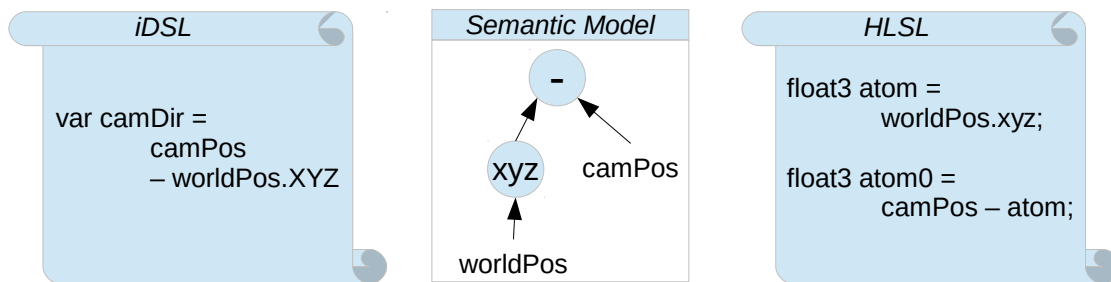 iDSL
var camDir =
camPos
– worldPos.XYZ
Semantic Model
-
xyz
camPos
worldPos
HLSL
float3 atom =
worldPos.xyz;
float3 atom0 =
camPos – atom;